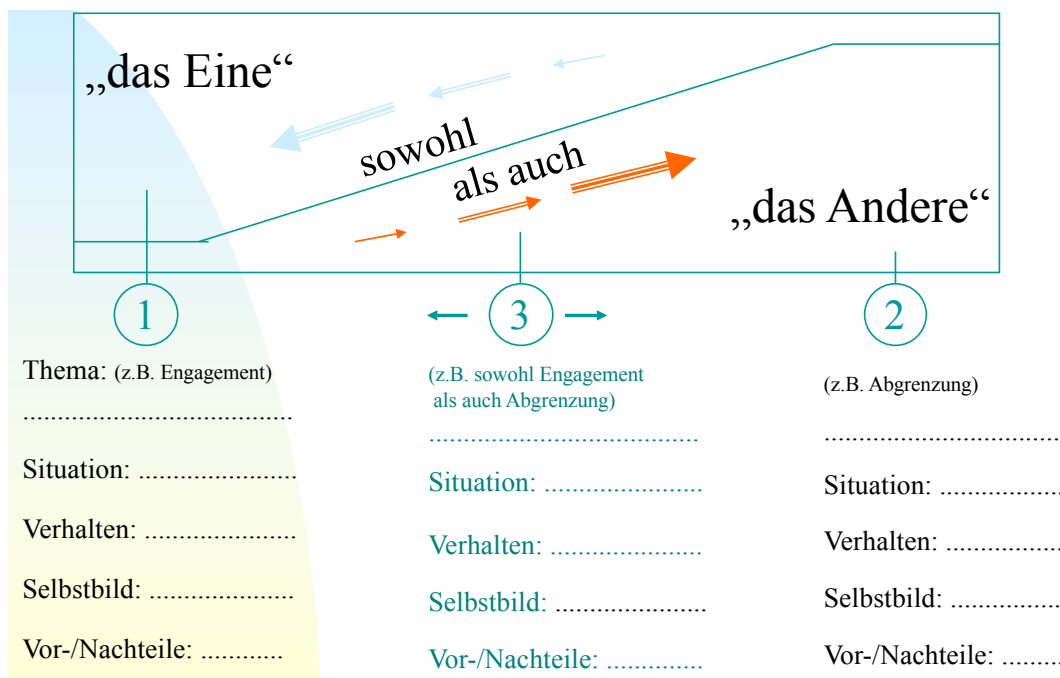 „das Eine“
sowohl
als auch
„das Andere“
1
3
2
Thema: (z.B. Engagement)
.......................................
Situation: .......................
Verhalten: ......................
Selbstbild: .....................
Vor-/Nachteile: ............
(z.B. sowohl Engagement
als auch Abgrenzung)
.......................................
Situation: .......................
Verhalten: ......................
Selbstbild: ......................
Vor-/Nachteile: ..............
(z.B. Abgrenzung)
..................................
Situation: ..................
Verhalten: .................
Selbstbild: ................
Vor-/Nachteile: .........